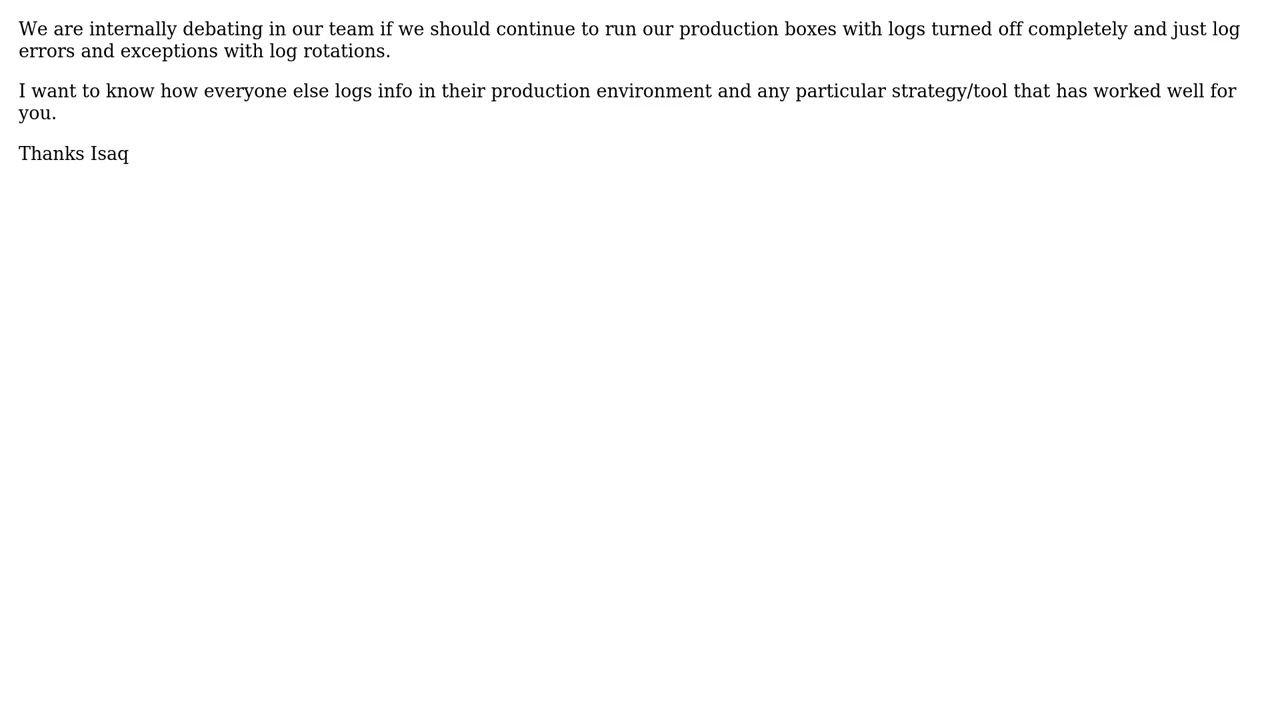 We are internally debating in our team if we should continue to run our production boxes with logs turned off completely and just log
errors and exceptions with log rotations.
I want to know how everyone else logs info in their production environment and any particular strategy/tool that has worked well for
you.
Thanks Isaq